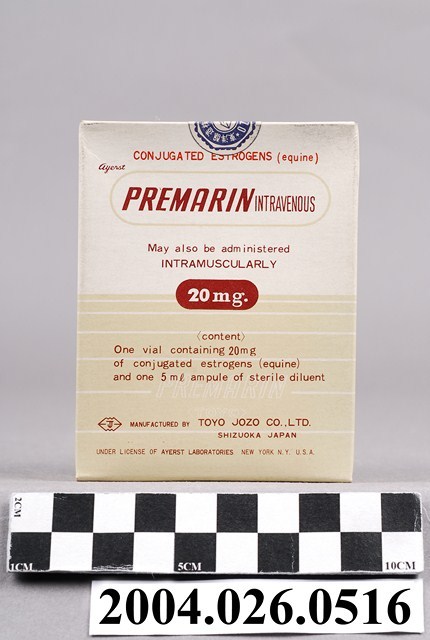 CONJUGATED ESTROGENS (equine)
Ayerst
PREMARIN INTRAVENOUS
May also be administered
INTRAMUSCULARLY
20mg.
〈content〉
One vial containing 20mg
of conjugated estrogens (equine)
and one 5mℓ ampule of sterile diluent
PREMARIN
MANUFACTURED BY TOYO JOZO CO.,LTD.
SHIZUOKA JAPAN
UNDER LICENSE OF AYERST LABORATORIES NEW YORK N.Y. U.S.A.
2CM
1CM 5CM 10CM
2004.026.0516